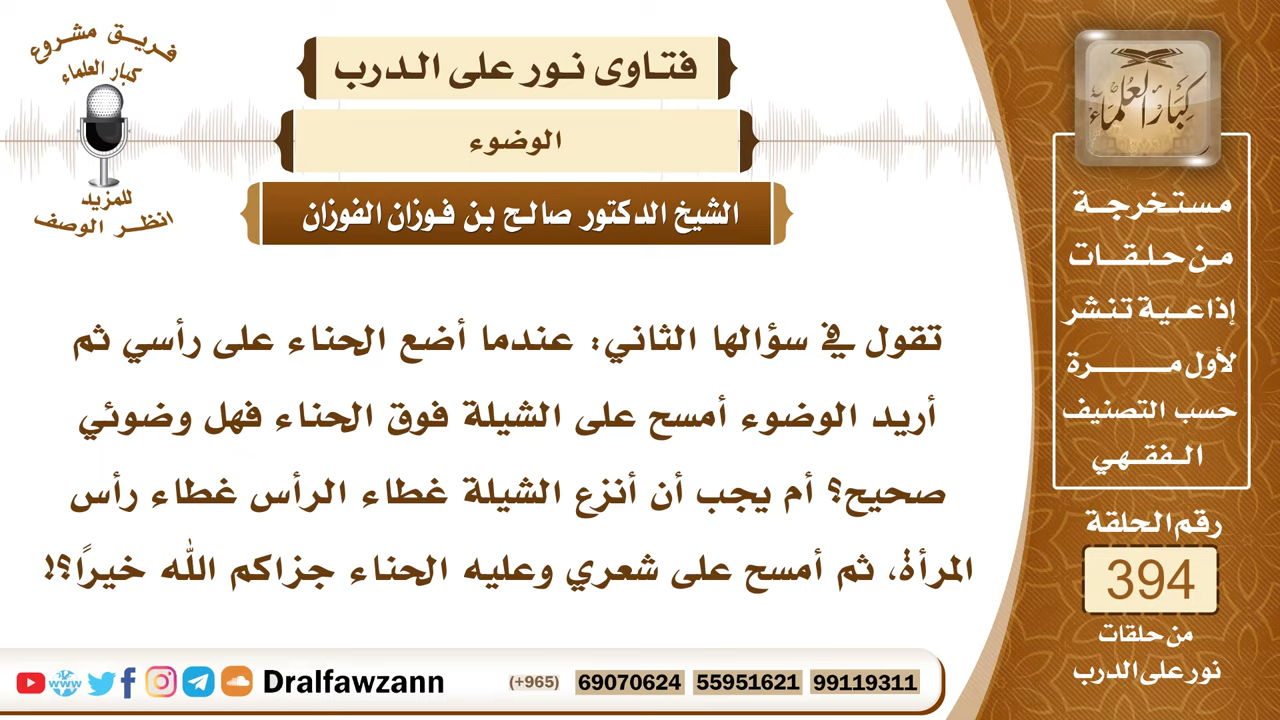 فريق مشروع
كبار العلماء
للمزيد
انظر الوصف
فتاوى نور على الدرب
الوضوء
الشيخ الدكتور صالح بن فوزان الفوزان
تقول في سؤالها الثاني: عندما أضع الحناء على رأسي ثم
أريد الوضوء أمسح على الشيلة فوق الحناء فهل وضوئي
صحيح؟ أم يجب أن أنزع الشيلة غطاء الرأس غطاء رأس
المرأة، ثم أمسح على شعري وعليه الحناء جزاكم الله خيرًا؟!
كبار العلماء
مستخرجة
من حلقات
إذاعية تنشر
لأول مرة
حسب التصنيف
الفقهي
رقم الحلقة
394
من حلقات
نور على الدرب
www Dralfawzann (+965) 69070624 55951621 99119311